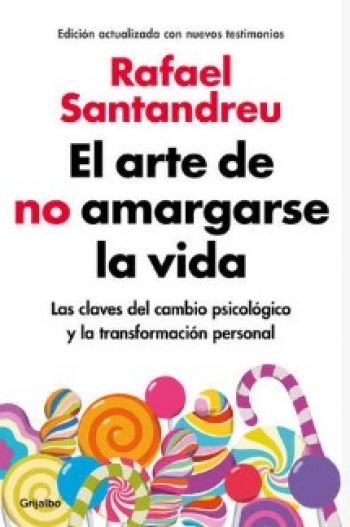 Edición actualizada con nuevos testimonios
Rafael
Santandreu
El arte de
no amargarse
la vida
Las claves del cambio psicológico
y la transformación personal
Grijalbo